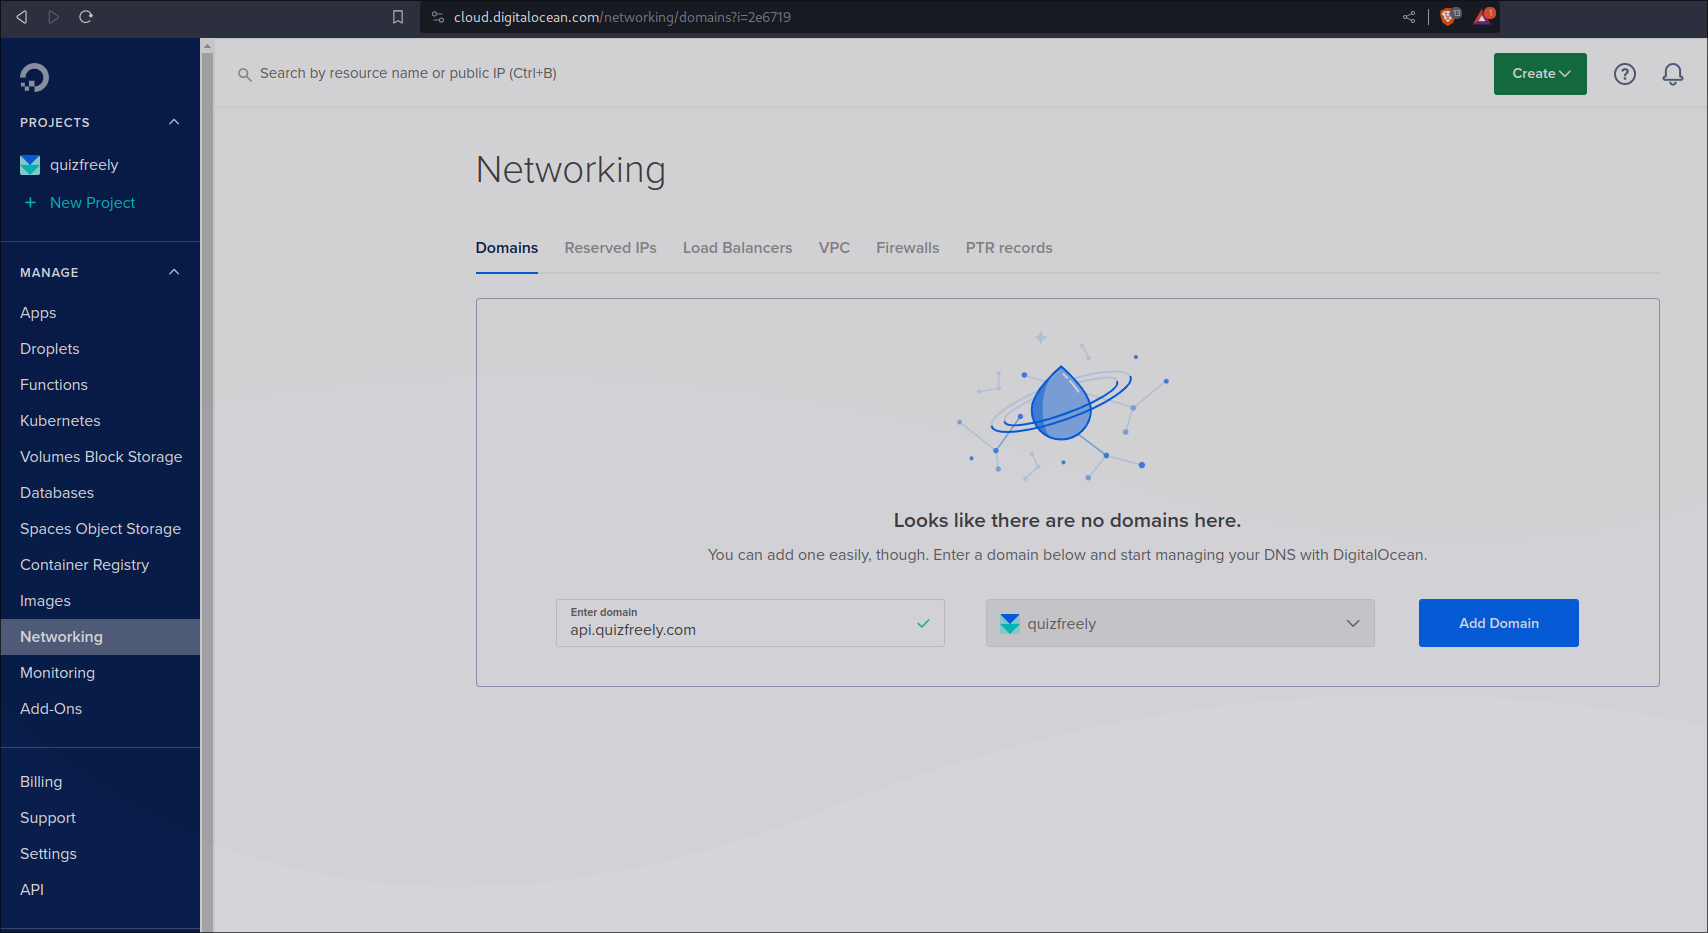 cloud.digitalocean.com/networking/domains?i=2e6719
13
1
Search by resource name or public IP (Ctrl+B)
Create
?
PROJECTS
quizfreely
+ New Project
MANAGE
Apps
Droplets
Functions
Kubernetes
Volumes Block Storage
Databases
Spaces Object Storage
Container Registry
Images
Networking
Monitoring
Add-Ons
Billing
Support
Settings
API
Networking
Domains Reserved IPs Load Balancers VPC Firewalls PTR records
Looks like there are no domains here.
You can add one easily, though. Enter a domain below and start managing your DNS with DigitalOcean.
Enter domain
api.quizfreely.com
quizfreely
Add Domain